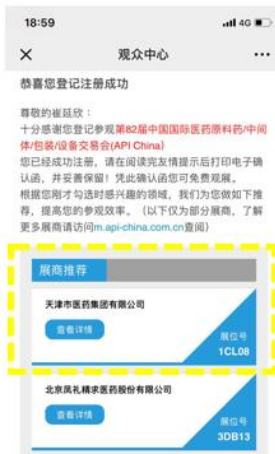 18:59
4G
观众中心
恭喜您登记注册成功
尊敬的崔延欣：
十分感谢您登记参观第82届中国国际医药原料药/中间
体/包装/设备交易会(API China)
您已经成功注册，请在阅读完友情提示后打印电子确
认函，并妥善保留！凭此确认函您可免费观展。
根据您刚才勾选时感兴趣的领域，我们为您做如下推
荐，提高您的参观效率。（以下仅为部分展商，了解
更多展商请访问m.api-china.com.cn查阅）
展商推荐
天津市医药集团有限公司
查看详情
展位号
1CL08
北京凤礼精求医药股份有限公司
查看详情
展位号
3DB13